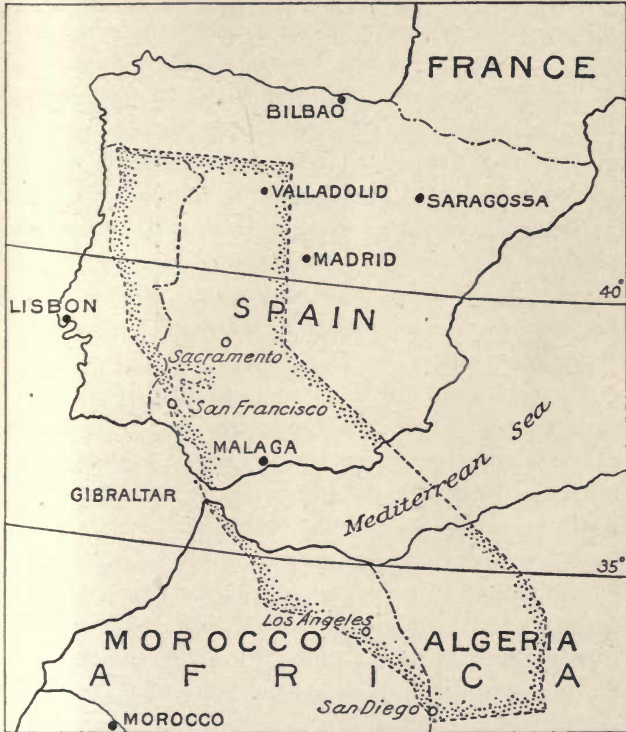 FRANCE
BILBAO
VALLADOLID
SARAGOSSA
MADRID
40°
LISBON
SPAIN
Sacramento
San Francisco
MALAGA
GIBRALTAR
Mediterrean Sea
35°
Los Angeles
MOROCCO ALGERIA
AFRICA
San Diego
MOROCCO